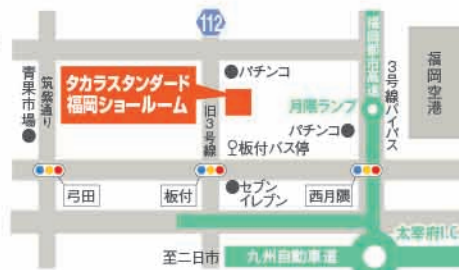 112
筑紫通り
青果市場
タカラスタンダード
福岡ショールーム
パチンコ
旧3号線
板付バス停
パチンコ
月隈ランプ
福岡都市高速
3号線バイパス
福岡空港
弓田
板付
セブン
イレブン
西月隈
至二日市
九州自動車道
太宰府I.C